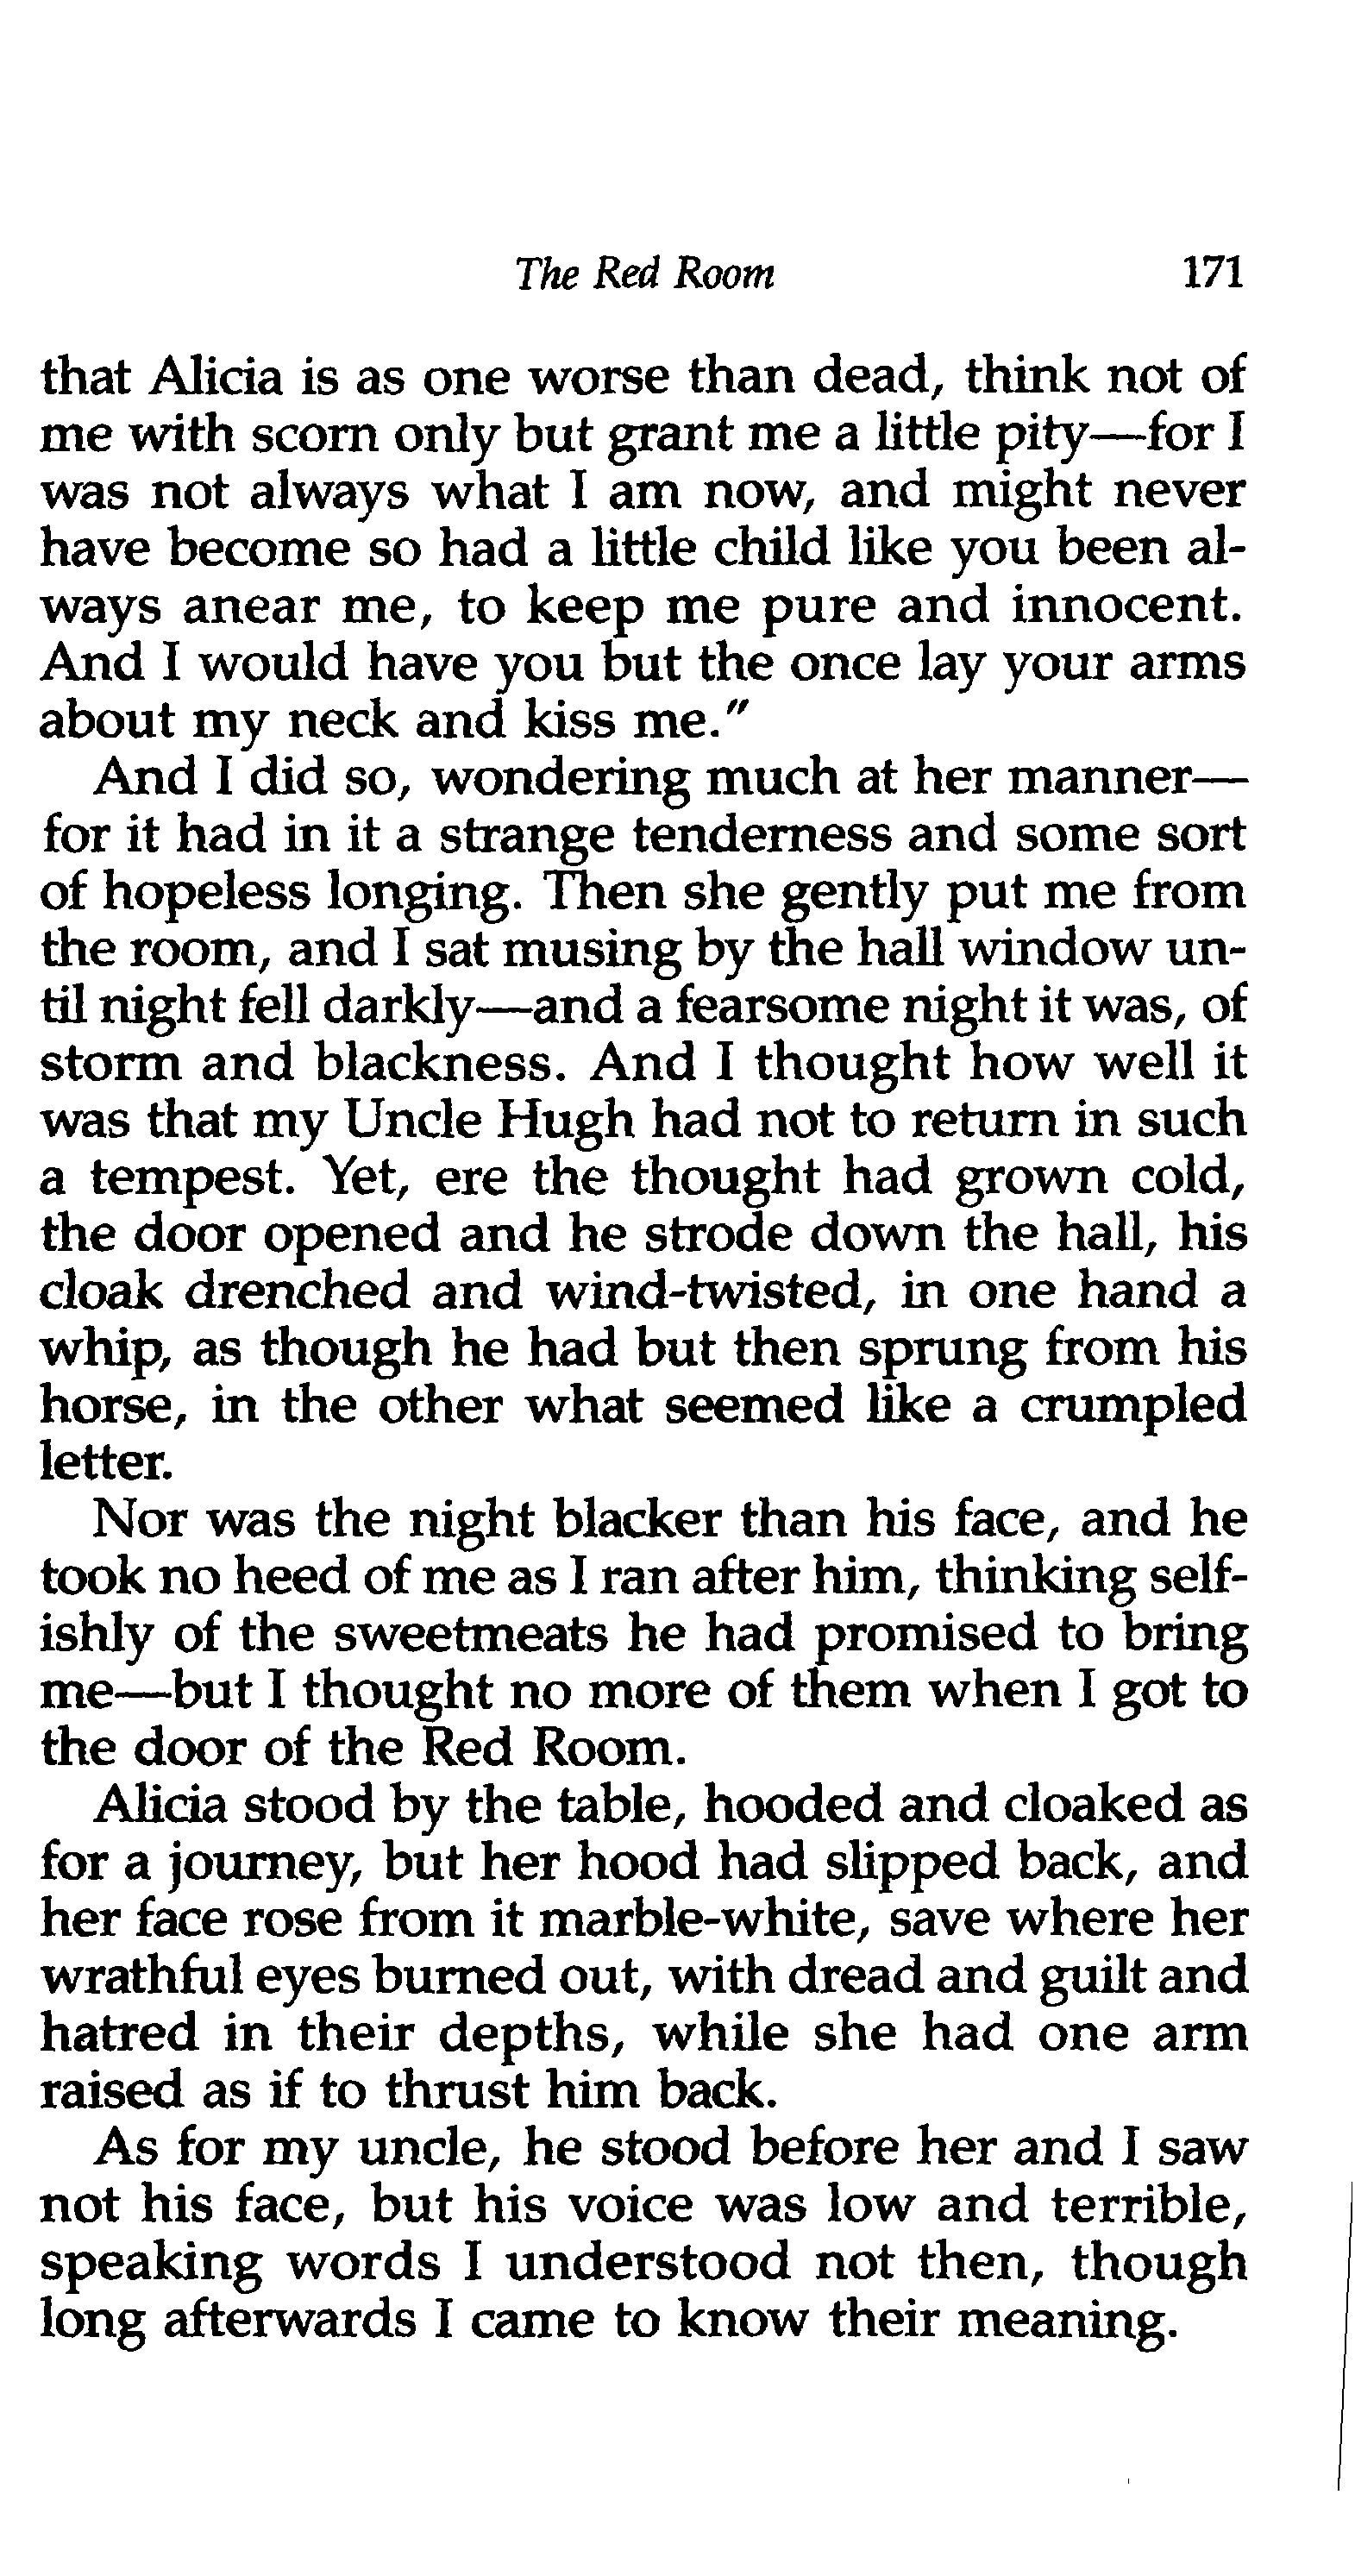 The Red Room 171
that Alicia is as one worse than dead, think not of
me with scorn only but grant me a little pity—for I
was not always what I am now, and might never
have become so had a little child like you been al-
ways anear me, to keep me pure and innocent.
And I would have you but the once lay your arms
about my neck and kiss me."
And I did so, wondering much at her manner—
for it had in it a strange tenderness and some sort
of hopeless longing. Then she gently put me from
the room, and I sat musing by the hall window un-
til night fell darkly—and a fearsome night it was, of
storm and blackness. And I thought how well it
was that my Uncle Hugh had not to return in such
a tempest. Yet, ere the thought had grown cold,
the door opened and he strode down the hall, his
cloak drenched and wind-twisted, in one hand a
whip, as though he had but then sprung from his
horse, in the other what seemed like a crumpled
letter.
Nor was the night blacker than his face, and he
took no heed of me as I ran after him, thinking self-
ishly of the sweetmeats he had promised to bring
me—but I thought no more of them when I got to
the door of the Red Room.
Alicia stood by the table, hooded and cloaked as
for a journey, but her hood had slipped back, and
her face rose from it marble-white, save where her
wrathful eyes burned out, with dread and guilt and
hatred in their depths, while she had one arm
raised as if to thrust him back.
As for my uncle, he stood before her and I saw
not his face, but his voice was low and terrible,
speaking words I understood not then, though
long afterwards I came to know their meaning.